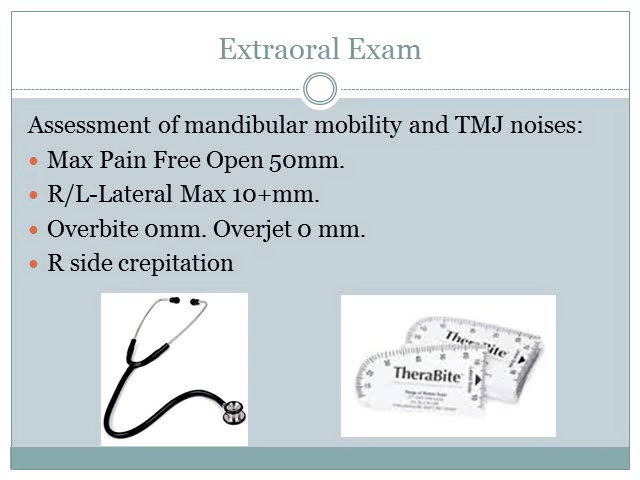 Extraoral Exam
Assessment of mandibular mobility and TMJ noises:
Max Pain Free Open 50mm.
R/L-Lateral Max 10+mm.
Overbite 0mm. Overjet 0 mm.
R side crepitation
TheraBite
TheraBite